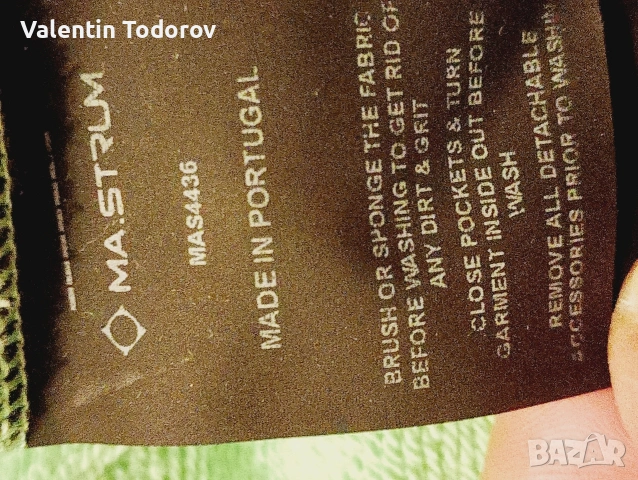 Valentin Todorov
MA.STRUM
MAS4436
MADE IN PORTUGAL
BRUSH OR SPONGE THE FABRIC
BEFORE WASHING TO GET RID OF
ANY DIRT & GRIT
CLOSE POCKETS & TURN
GARMENT INSIDE OUT BEFORE
WASH
REMOVE ALL DETACHABLE
ACCESSORIES PRIOR TO WASHIN
BAZAR